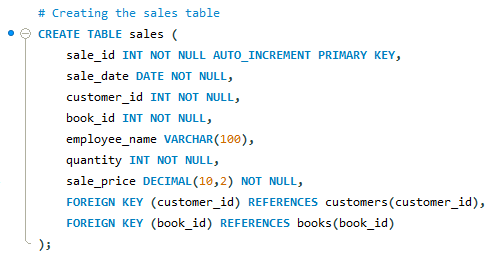 # Creating the sales table
CREATE TABLE sales (
sale_id INT NOT NULL AUTO_INCREMENT PRIMARY KEY,
sale_date DATE NOT NULL,
customer_id INT NOT NULL,
book_id INT NOT NULL,
employee_name VARCHAR(100),
quantity INT NOT NULL,
sale_price DECIMAL(10,2) NOT NULL,
FOREIGN KEY (customer_id) REFERENCES customers(customer_id),
FOREIGN KEY (book_id) REFERENCES books(book_id)
);